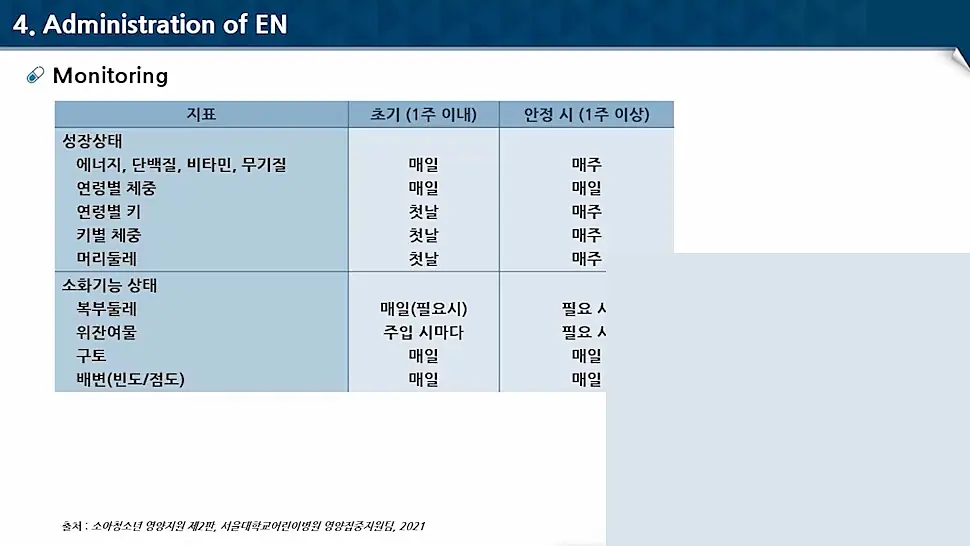 4. Administration of EN
Monitoring
지표 초기 (1주 이내) 안정 시 (1주 이상)
성장상태
에너지, 단백질, 비타민, 무기질 매일 매주
연령별 체중 매일 매일
연령별 키 첫날 매주
키별 체중 첫날 매주
머리둘레 첫날 매주
소화기능 상태
복부둘레 매일(필요시) 필요
위잔여물 주입 시마다 필요
구토 매일 매일
배변(빈도/점도) 매일 매일
출처 : 소아청소년 영양지원 제2판, 서울대학교어린이병원 영양집중지원팀, 2021